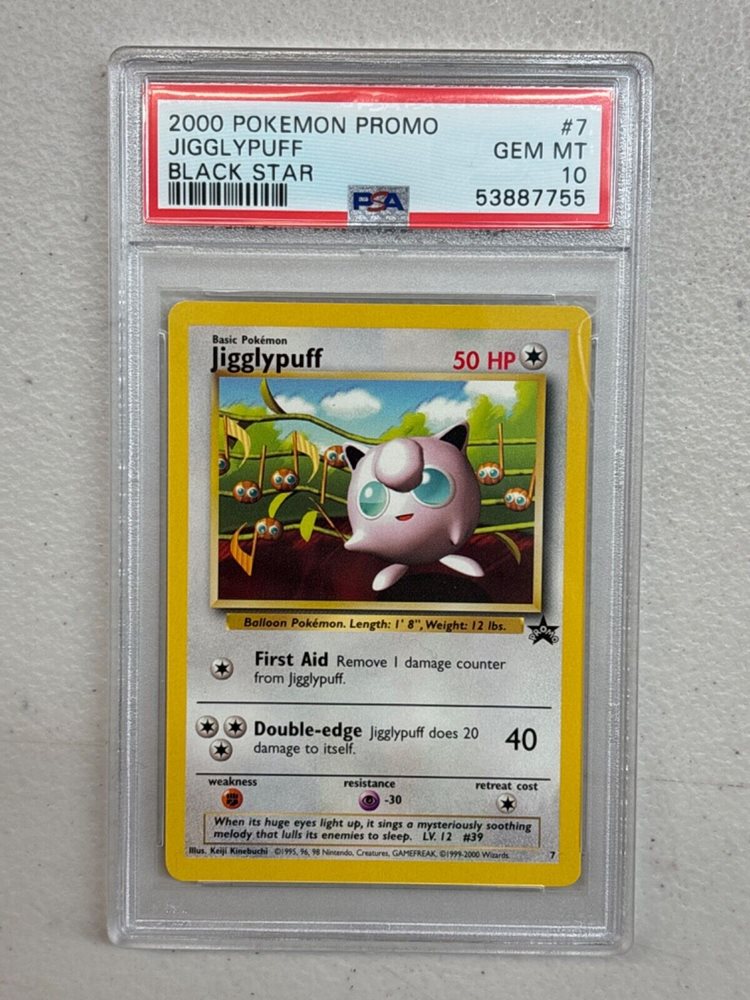 2000 POKEMON PROMO #7
JIGGLYPUFF GEM MT
BLACK STAR 10
PSA 53887755
Basic Pokémon
Jigglypuff 50 HP
Balloon Pokémon. Length: 1' 8", Weight: 12 lbs.
PROMO
First Aid Remove 1 damage counter
from Jigglypuff.
Double-edge Jigglypuff does 20
damage to itself. 40
weakness resistance retreat cost
-30
When its huge eyes light up, it sings a mysteriously soothing
melody that lulls its enemies to sleep. LV. 12 #39
Illus. Keiji Kinebuchi ©1995, 96, 98 Nintendo, Creatures, GAMEFREAK. ©1999-2000 Wizards. 7